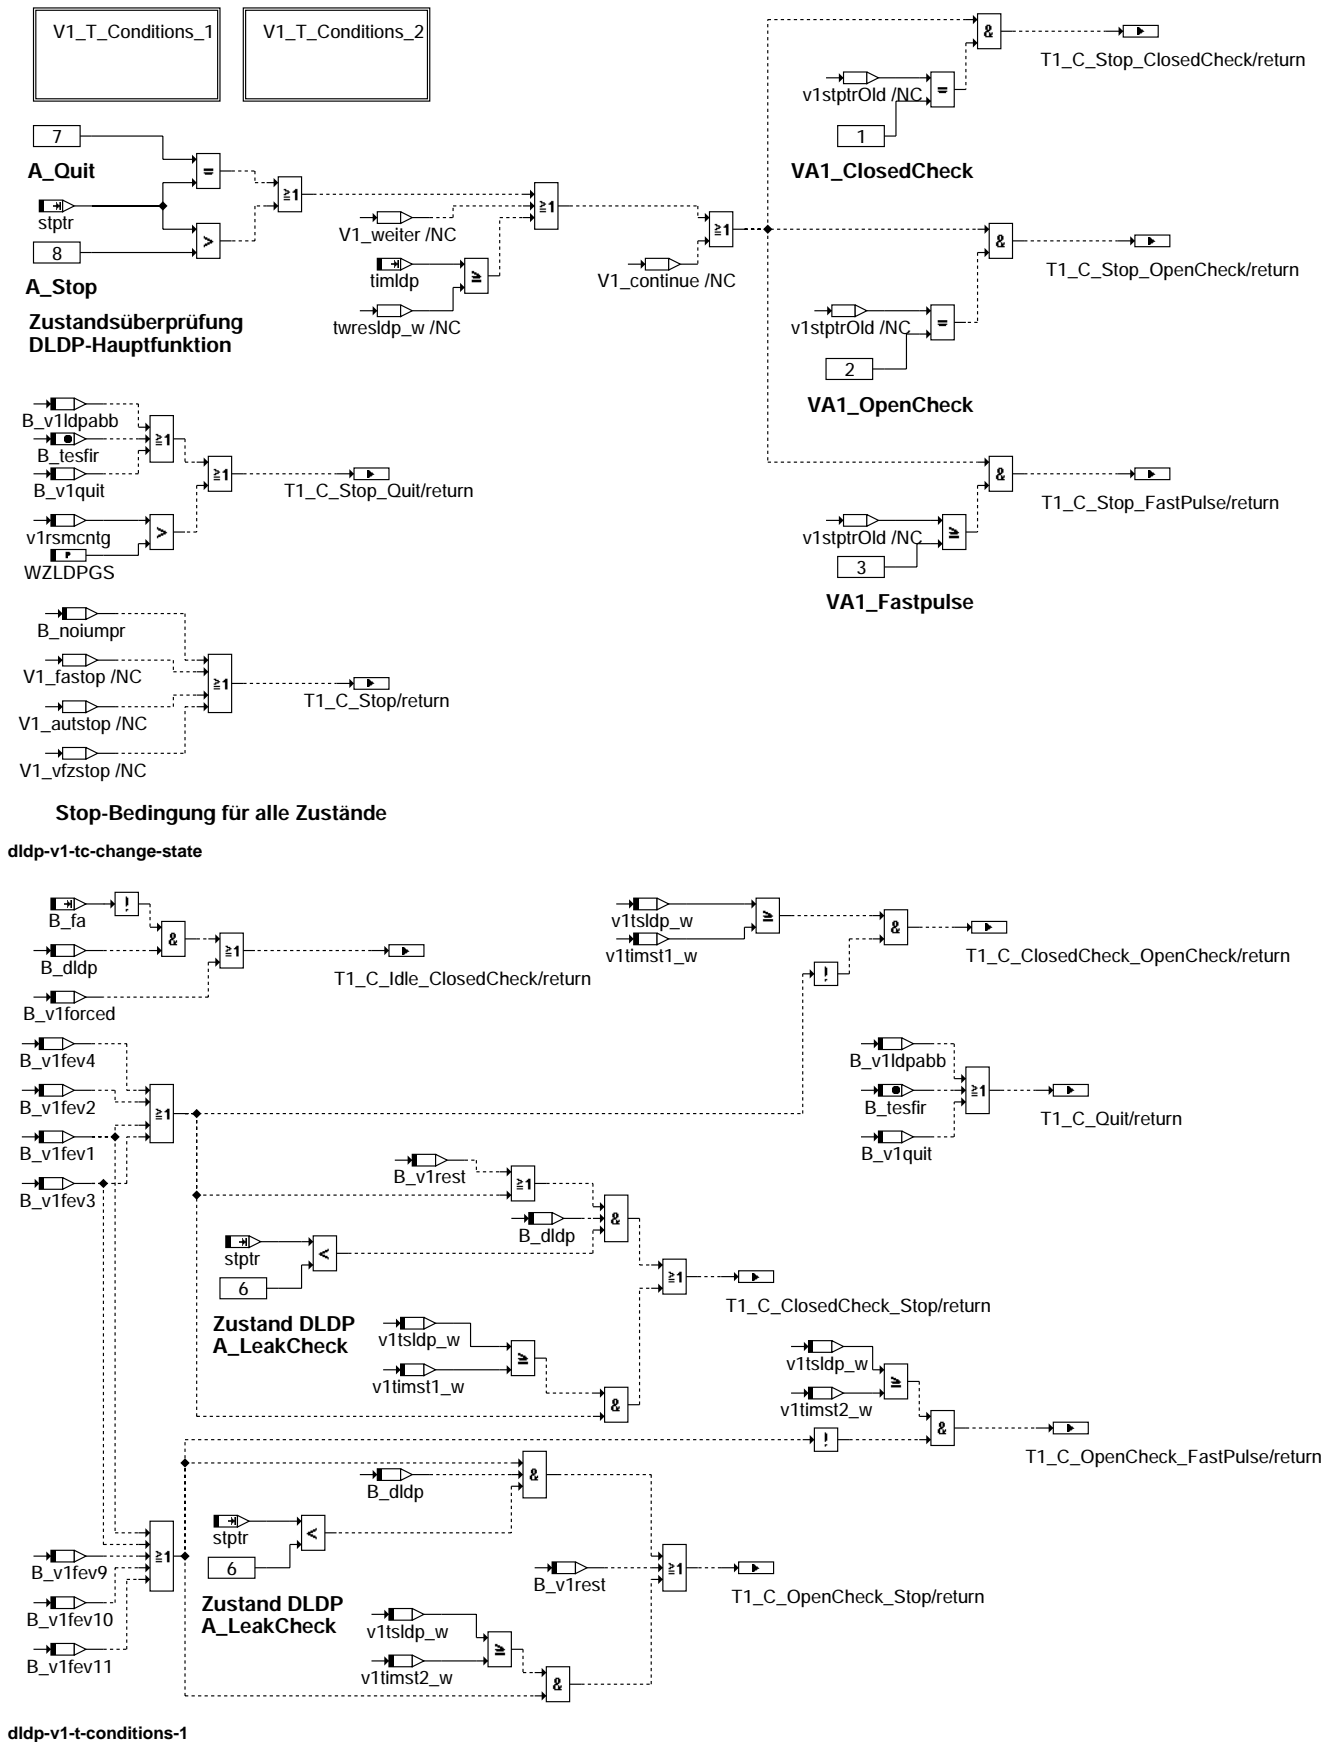 V1_T_Conditions_1
V1_T_Conditions_2
&
T1_C_Stop_ClosedCheck/return
v1stptrOld /NC
=
1
VA1_ClosedCheck
7
A_Quit
=
stptr
≥1
8
>
A_Stop
Zustandsüberprüfung
DLDP-Hauptfunktion
V1_weiter /NC
≥1
timldp
≥
twresldp_w /NC
V1_continue /NC
≥1
&
T1_C_Stop_OpenCheck/return
v1stptrOld /NC
=
2
VA1_OpenCheck
B_v1ldpabb
B_tesfir
B_v1quit
≥1
≥1
T1_C_Stop_Quit/return
v1rsmcntg
>
P
WZLDPGS
&
T1_C_Stop_FastPulse/return
v1stptrOld /NC
≥
3
VA1_Fastpulse
B_noiumpr
V1_fastop /NC
V1_autstop /NC
V1_vfzstop /NC
≥1
T1_C_Stop/return
Stop-Bedingung für alle Zustände
dldp-v1-tc-change-state
B_fa
!
&
B_dldp
≥1
T1_C_Idle_ClosedCheck/return
B_v1forced
v1tsldp_w
≥
v1timst1_w
&
!
T1_C_ClosedCheck_OpenCheck/return
B_v1fev4
B_v1fev2
B_v1fev1
B_v1fev3
≥1
B_v1ldpabb
B_tesfir
B_v1quit
≥1
T1_C_Quit/return
B_v1rest
≥1
B_dldp
&
stptr
<
6
Zustand DLDP
A_LeakCheck
≥1
T1_C_ClosedCheck_Stop/return
v1tsldp_w
≥
v1timst1_w
&
v1tsldp_w
≥
v1timst2_w
!
&
T1_C_OpenCheck_FastPulse/return
B_dldp
&
stptr
<
6
Zustand DLDP
A_LeakCheck
≥1
B_v1fev9
B_v1fev10
B_v1fev11
B_v1rest
≥1
T1_C_OpenCheck_Stop/return
v1tsldp_w
≥
v1timst2_w
&
dldp-v1-t-conditions-1